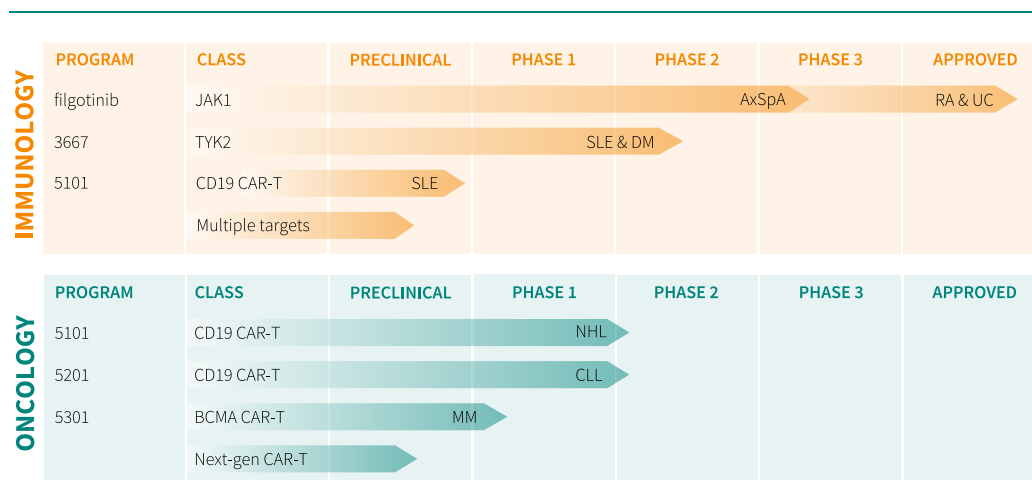 IMMUNOLOGY
PROGRAM CLASS PRECLINICAL PHASE 1 PHASE 2 PHASE 3 APPROVED
filgotinib JAK1 AxSpA RA & UC
3667 TYK2 SLE & DM
5101 CD19 CAR-T SLE
Multiple targets
ONCOLOGY
PROGRAM CLASS PRECLINICAL PHASE 1 PHASE 2 PHASE 3 APPROVED
5101 CD19 CAR-T NHL
5201 CD19 CAR-T CLL
5301 BCMA CAR-T MM
Next-gen CAR-T